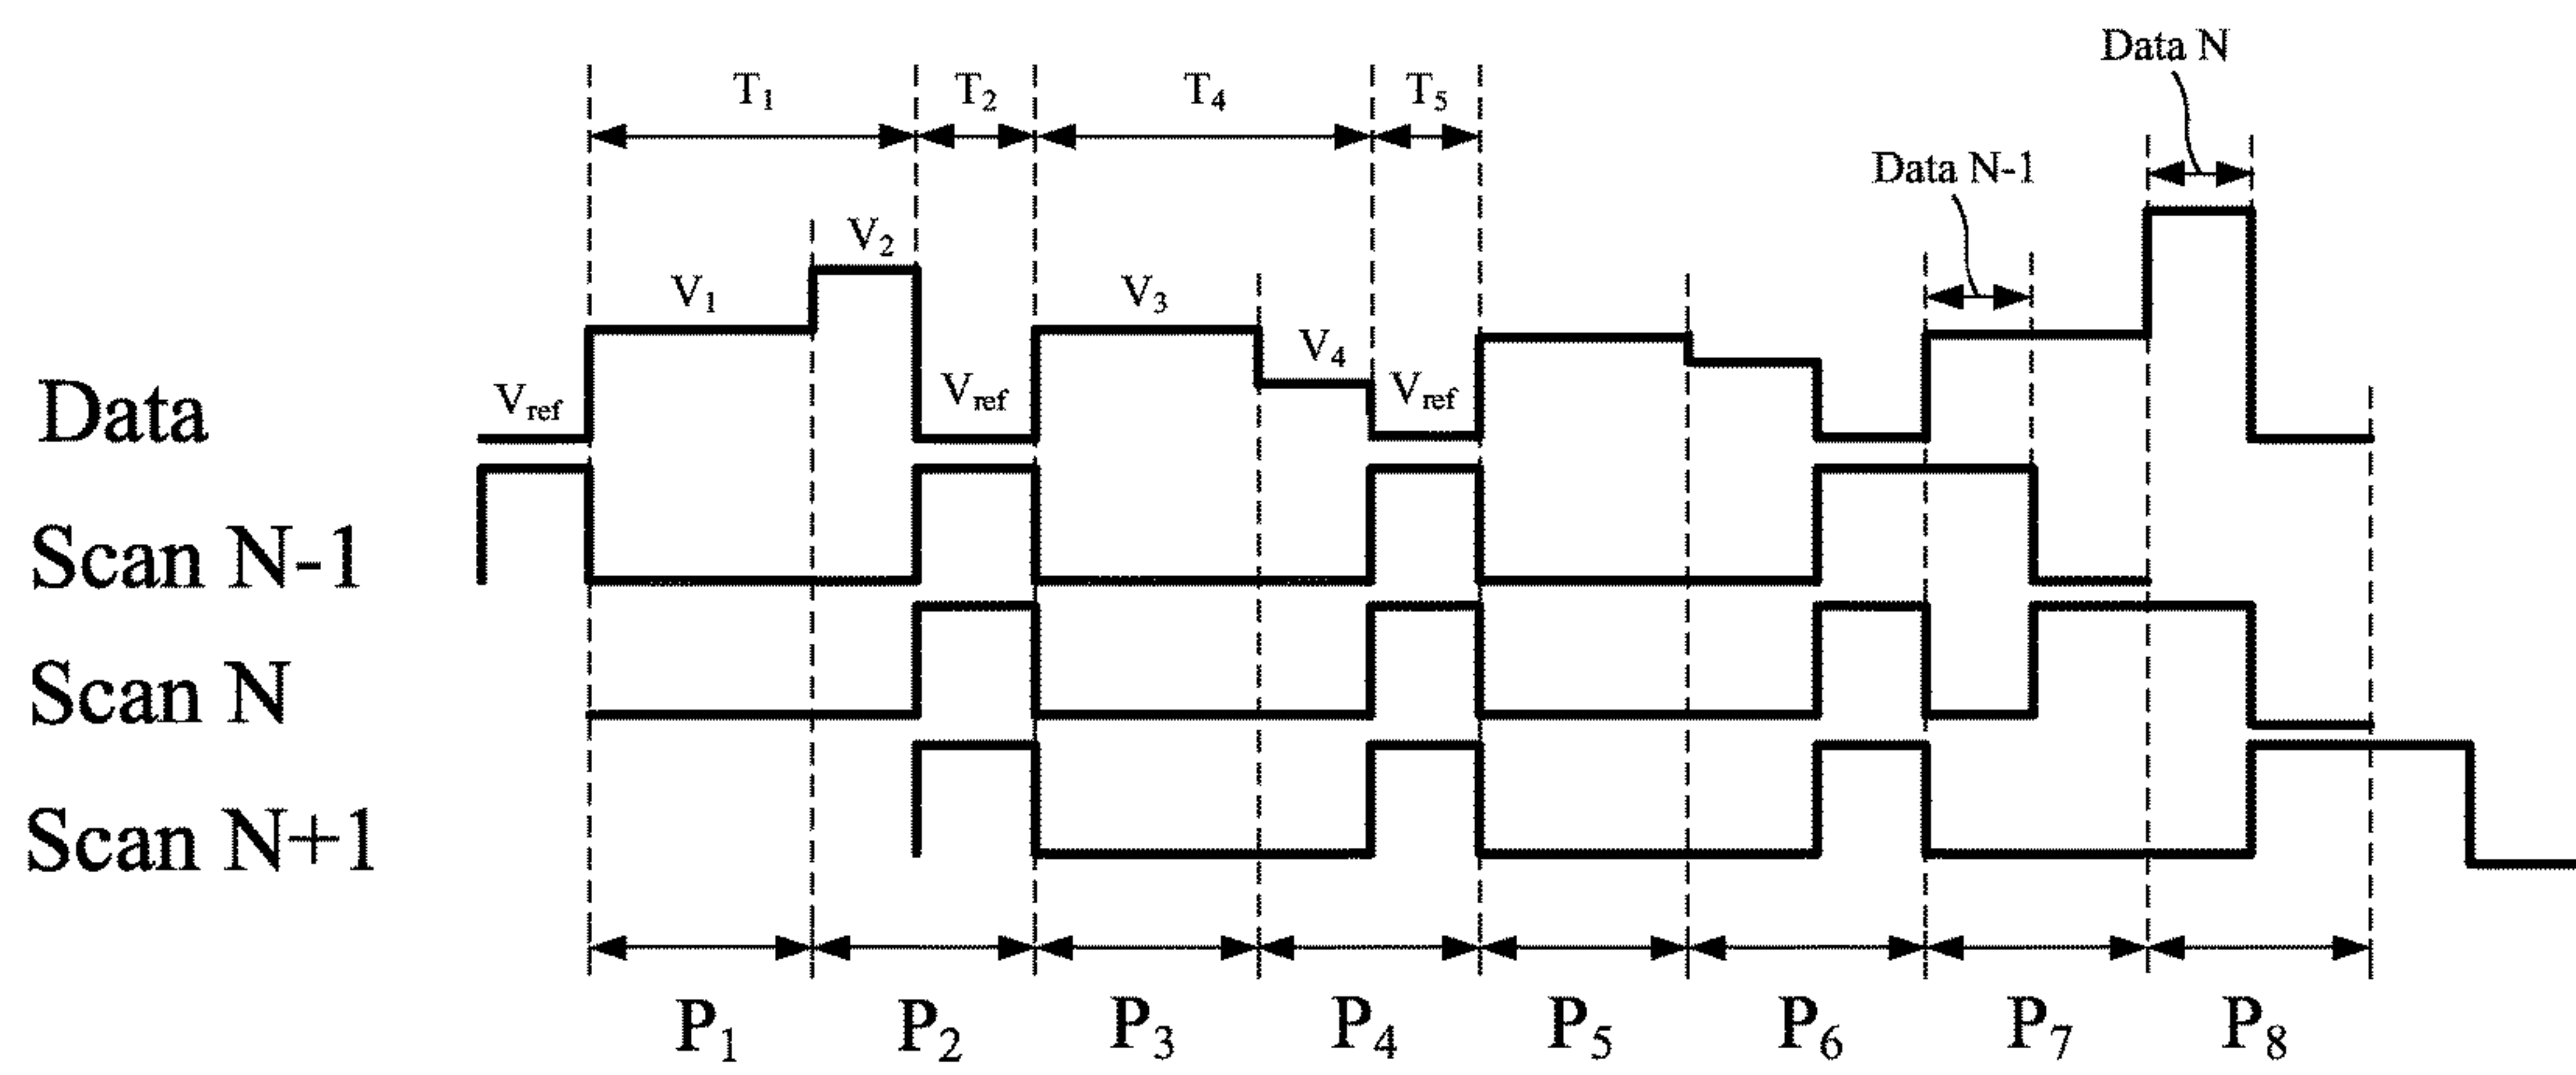 Data N
T₁ T₂ T₄ T₅
Data N-1
V₂
V₁ V₃
V₄
Data Vref Vref Vref
Scan N-1
Scan N
Scan N+1
P₁ P₂ P₃ P₄ P₅ P₆ P₇ P₈